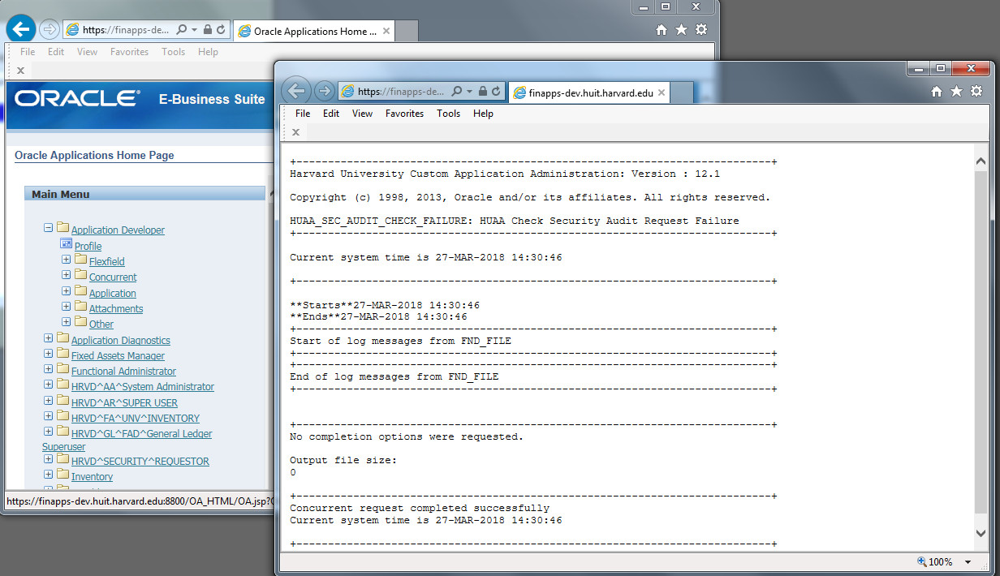 https://finapps-de...
Oracle Applications Home ...
File Edit View Favorites Tools Help
x
ORACLE® E-Business Suite
Oracle Applications Home Page
Main Menu
Application Developer
Profile
Flexfield
Concurrent
Application
Attachments
Other
Application Diagnostics
Fixed Assets Manager
Functional Administrator
HRVD^AA^System Administrator
HRVD^AR^SUPER USER
HRVD^FA^UNV^INVENTORY
HRVD^GL^FAD^General Ledger
Superuser
HRVD^SECURITY^REQUESTOR
Inventory
https://finapps-dev.huit.harvard.edu:8800/OA_HTML/OA.jsp?
https://finapps-de...
finapps-dev.huit.harvard.edu
File Edit View Favorites Tools Help
x
+---------------------------------------------------------------------------+
Harvard University Custom Application Administration: Version : 12.1
Copyright (c) 1998, 2013, Oracle and/or its affiliates. All rights reserved.
HUAA_SEC_AUDIT_CHECK_FAILURE: HUAA Check Security Audit Request Failure
+---------------------------------------------------------------------------+
Current system time is 27-MAR-2018 14:30:46
+---------------------------------------------------------------------------+
**Starts**27-MAR-2018 14:30:46
**Ends**27-MAR-2018 14:30:46
+---------------------------------------------------------------------------+
Start of log messages from FND_FILE
+---------------------------------------------------------------------------+
+---------------------------------------------------------------------------+
End of log messages from FND_FILE
+---------------------------------------------------------------------------+
+---------------------------------------------------------------------------+
No completion options were requested.
Output file size:
0
+---------------------------------------------------------------------------+
Concurrent request completed successfully
Current system time is 27-MAR-2018 14:30:46
+---------------------------------------------------------------------------+
100%